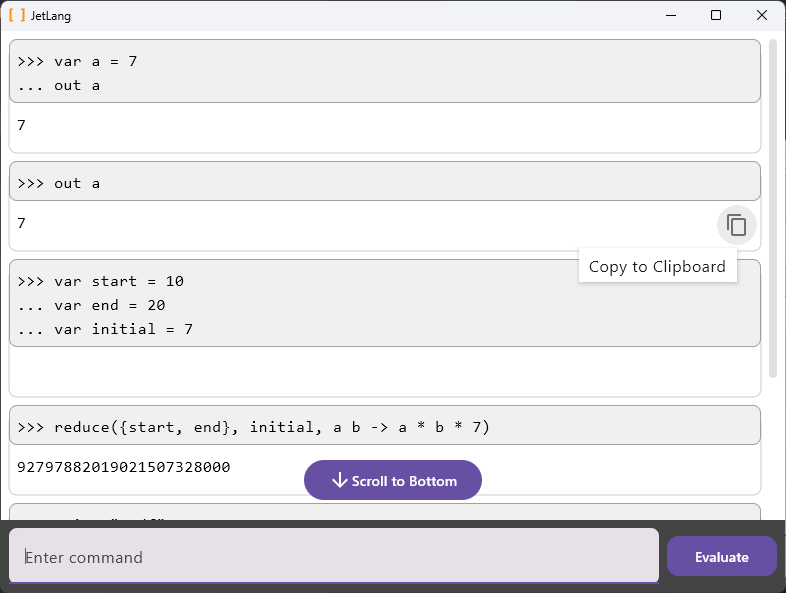 [ ] JetLang
>>> var a = 7
... out a
7
>>> out a
7
Copy to Clipboard
>>> var start = 10
... var end = 20
... var initial = 7
>>> reduce({start, end}, initial, a b -> a * b * 7)
92797882019021507328000
Scroll to Bottom
Enter command
Evaluate